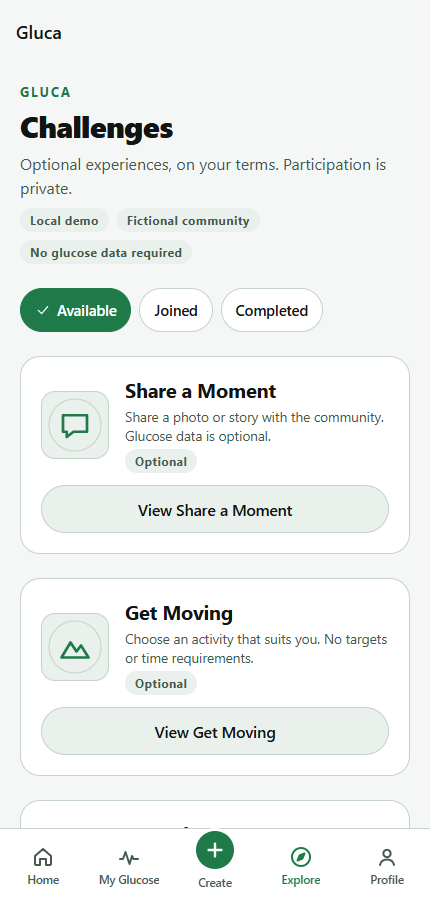 Gluca
GLUCA
Challenges
Optional experiences, on your terms. Participation is
private.
Local demo
Fictional community
No glucose data required
Available
Joined
Completed
Share a Moment
Share a photo or story with the community.
Glucose data is optional.
Optional
View Share a Moment
Get Moving
Choose an activity that suits you. No targets
or time requirements.
Optional
View Get Moving
Home
My Glucose
Create
Explore
Profile